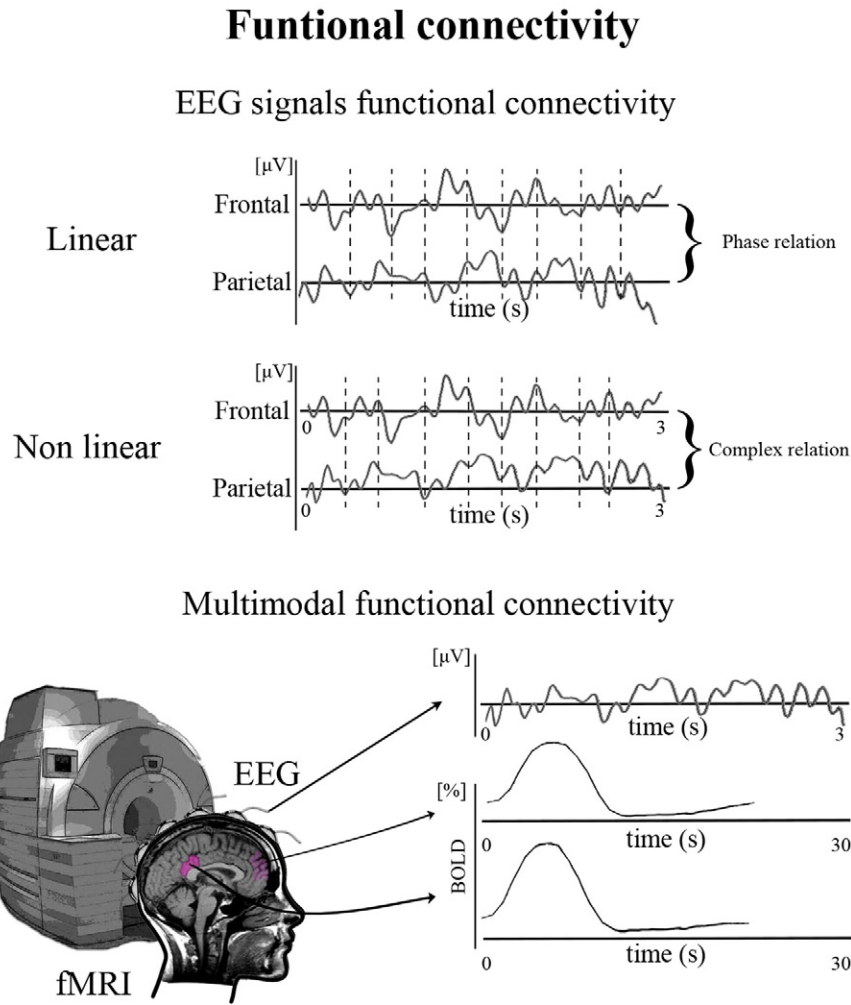 Funtional connectivity
EEG signals functional connectivity
[µV]
Frontal
Linear
Phase relation
Parietal
time (s)
[µV]
Frontal
0
3
Non linear
Complex relation
Parietal
0
time (s)
3
Multimodal functional connectivity
[µV]
0
time (s)
3
EEG
[%]
0
time (s)
30
BOLD
0
time (s)
30
fMRI